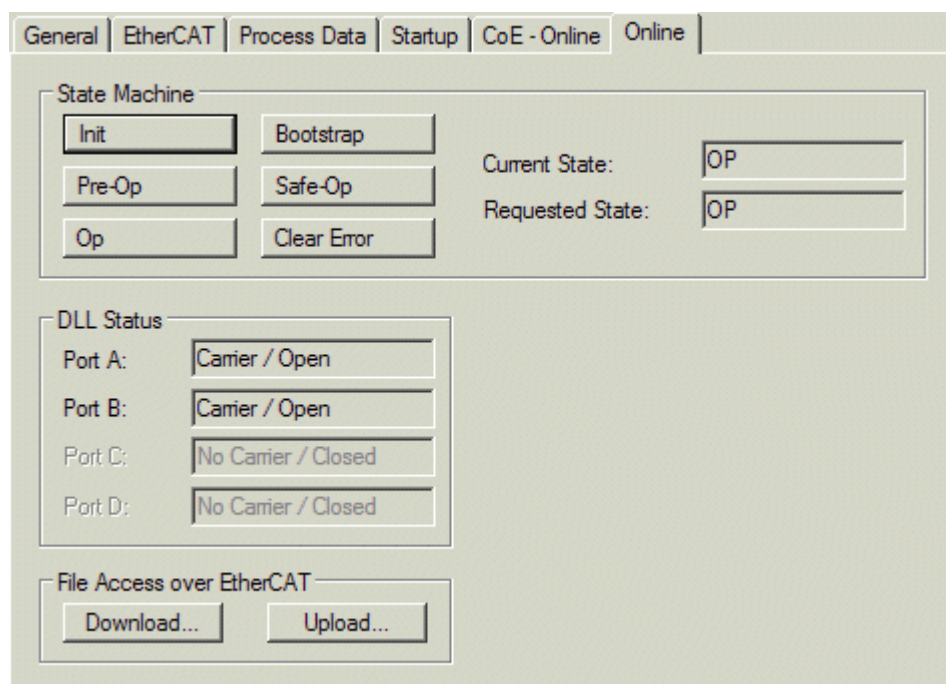 General EtherCAT Process Data Startup CoE - Online Online
State Machine
Init Bootstrap
Current State: OP
Pre-Op Safe-Op
Requested State: OP
Op Clear Error
DLL Status
Port A: Carrier / Open
Port B: Carrier / Open
Port C: No Carrier / Closed
Port D: No Carrier / Closed
File Access over EtherCAT
Download... Upload...